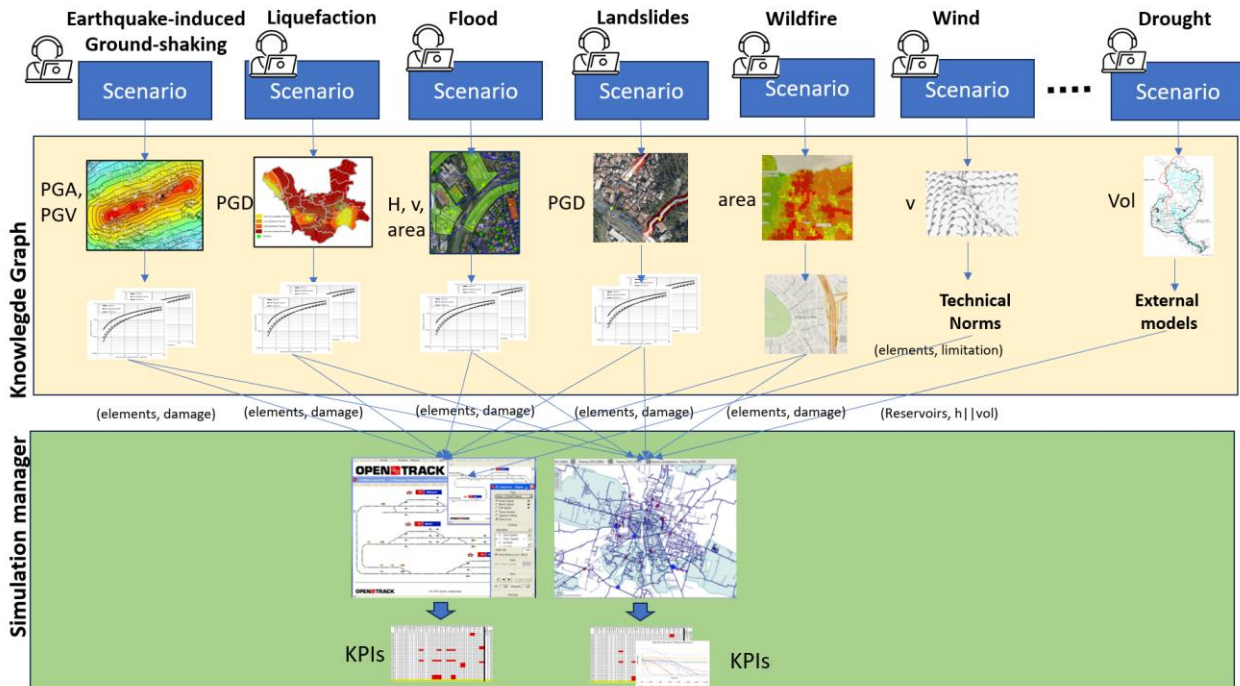 Earthquake-induced
Ground-shaking
Liquefaction
Flood
Landslides
Wildfire
Wind
Drought
Scenario
Scenario
Scenario
Scenario
Scenario
Scenario
Scenario
Knowlegde Graph
PGA,
PGV
PGD
H, v,
area
PGD
area
v
Vol
Technical
Norms
External
models
(elements, limitation)
(elements, damage)
(elements, damage)
(elements, damage)
(elements, damage)
(elements, damage)
(Reservoirs, h||vol)
Simulation manager
OPENTRACK
OPENTRACK
KPIs
KPIs